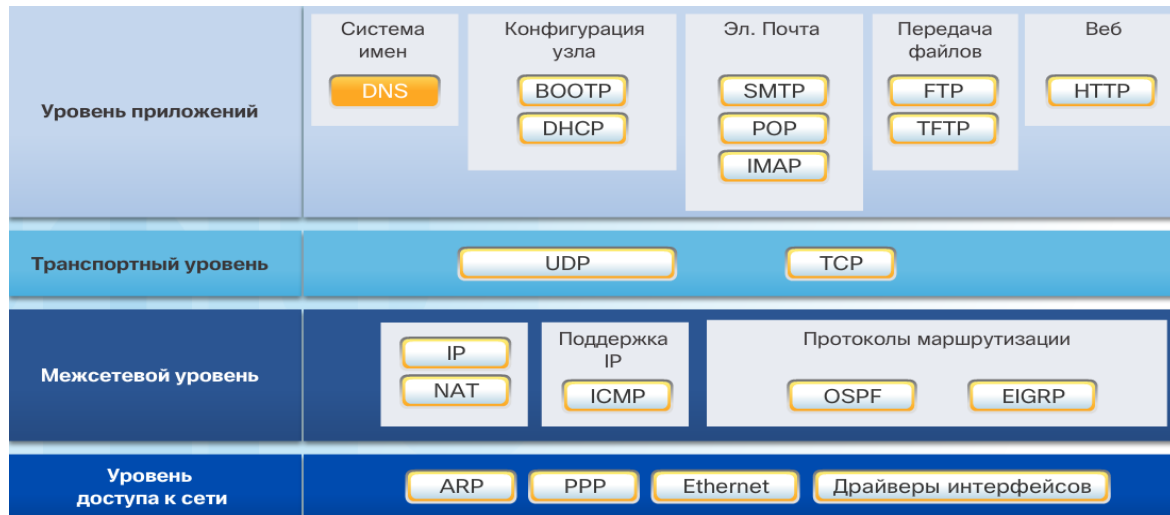 Уровень приложений
Система
имен
DNS
Конфигурация
узла
BOOTP
DHCP
Эл. Почта
SMTP
POP
IMAP
Передача
файлов
FTP
TFTP
Веб
HTTP
Транспортный уровень
UDP
TCP
Межсетевой уровень
IP
NAT
Поддержка
IP
ICMP
Протоколы маршрутизации
OSPF
EIGRP
Уровень
доступа к сети
ARP
PPP
Ethernet
Драйверы интерфейсов